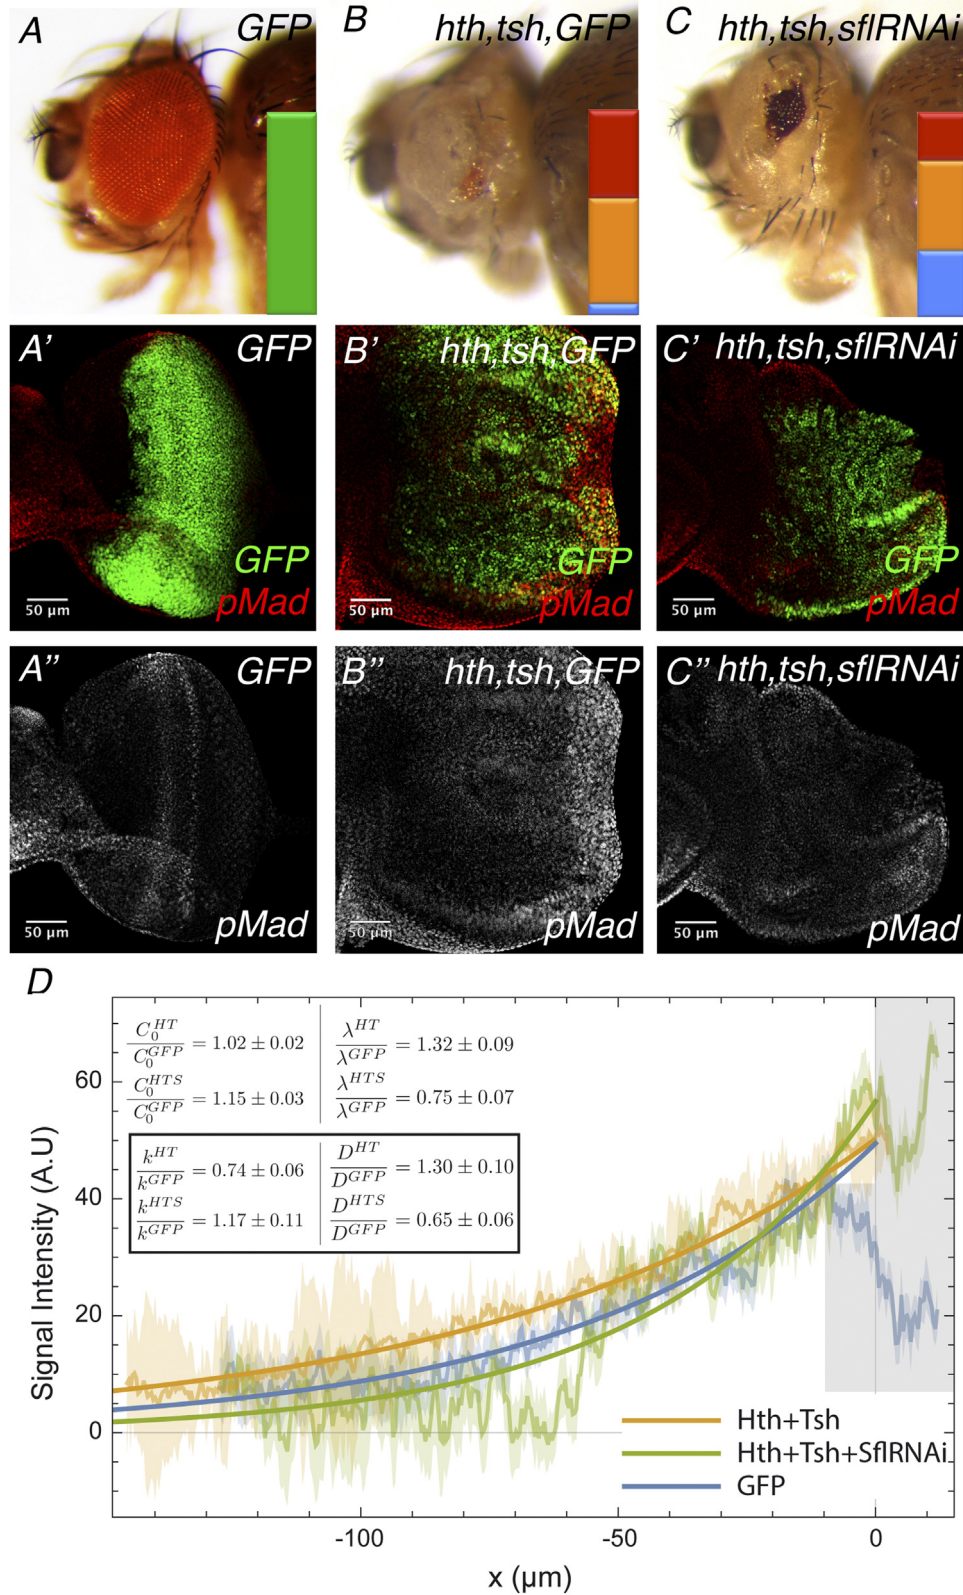 A GFP
B hth,tsh,GFP
C hth,tsh,sflRNAi
A' GFP
GFP
pMad
50 µm
B' hth,tsh,GFP
GFP
pMad
50 µm
C' hth,tsh,sflRNAi
GFP
pMad
50 µm
A" GFP
50 µm
pMad
B" hth,tsh,GFP
50 µm
pMad
C" hth,tsh,sflRNAi
50 µm
pMad
D
C₀^HT / C₀^GFP = 1.02 ± 0.02
λ^HT / λ^GFP = 1.32 ± 0.09
C₀^HTS / C₀^GFP = 1.15 ± 0.03
λ^HTS / λ^GFP = 0.75 ± 0.07
k^HT / k^GFP = 0.74 ± 0.06
D^HT / D^GFP = 1.30 ± 0.10
k^HTS / k^GFP = 1.17 ± 0.11
D^HTS / D^GFP = 0.65 ± 0.06
Signal Intensity (A.U)
60
40
20
0
Hth+Tsh
Hth+Tsh+SflRNAi
GFP
-100 -50 0
x (µm)